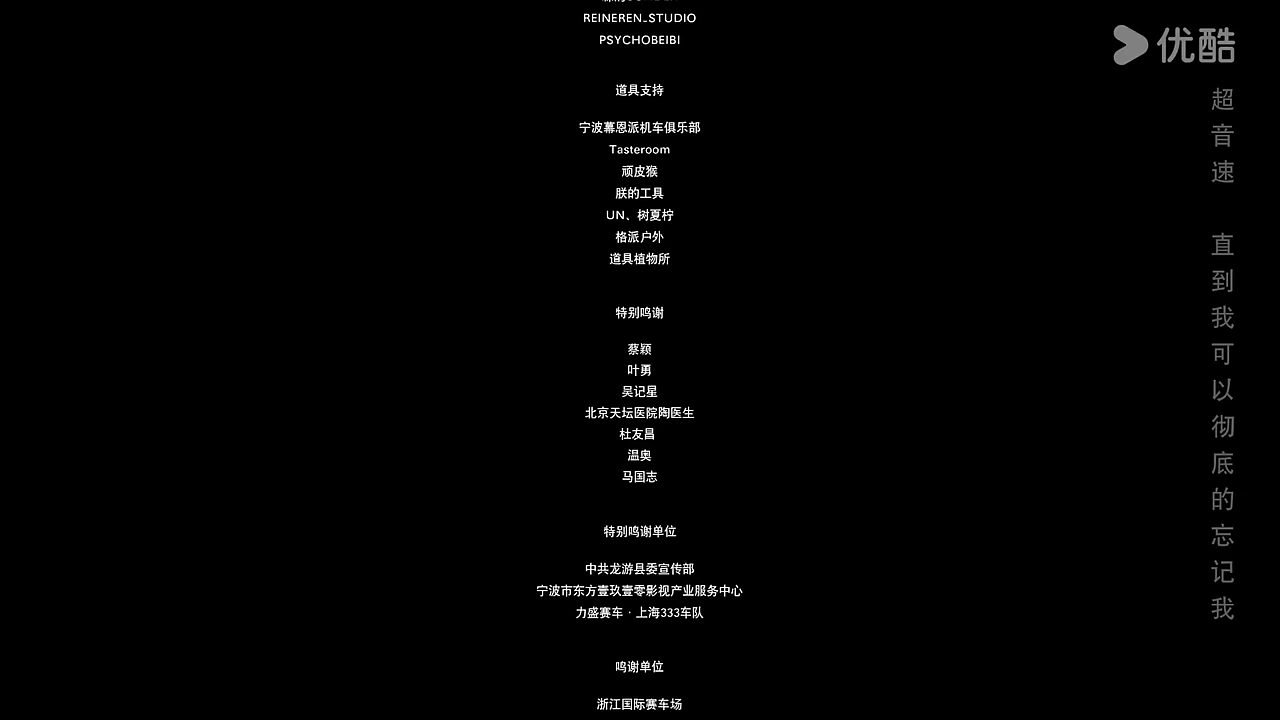 REINEREN_STUDIO
PSYCHOBEIBI
道具支持
宁波幕恩派机车俱乐部
Tasteroom
顽皮猴
朕的工具
UN、树夏柠
格派户外
道具植物所
特别鸣谢
蔡颖
叶勇
吴记星
北京天坛医院陶医生
杜友昌
温奥
马国志
特别鸣谢单位
中共龙游县委宣传部
宁波市东方壹玖壹零影视产业服务中心
力盛赛车·上海333车队
鸣谢单位
浙江国际赛车场
优酷
超音速 直到我可以彻底的忘记我